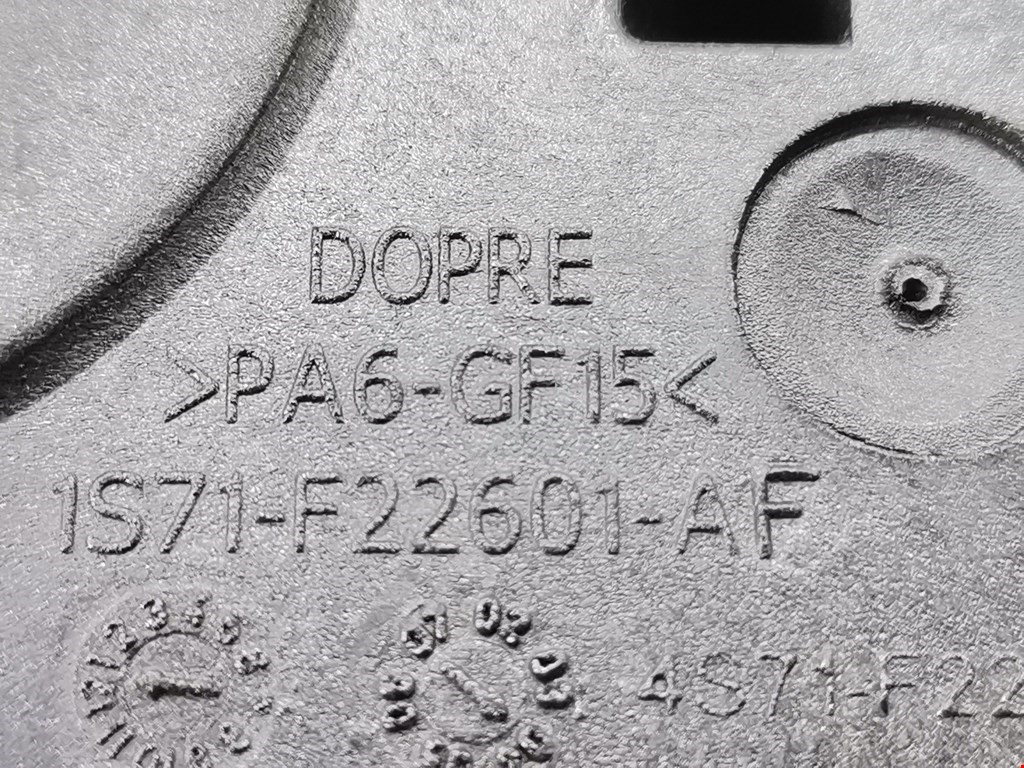 DOPRE
>PA6-GF15<
1S71-F22601-AF
4S71-F22